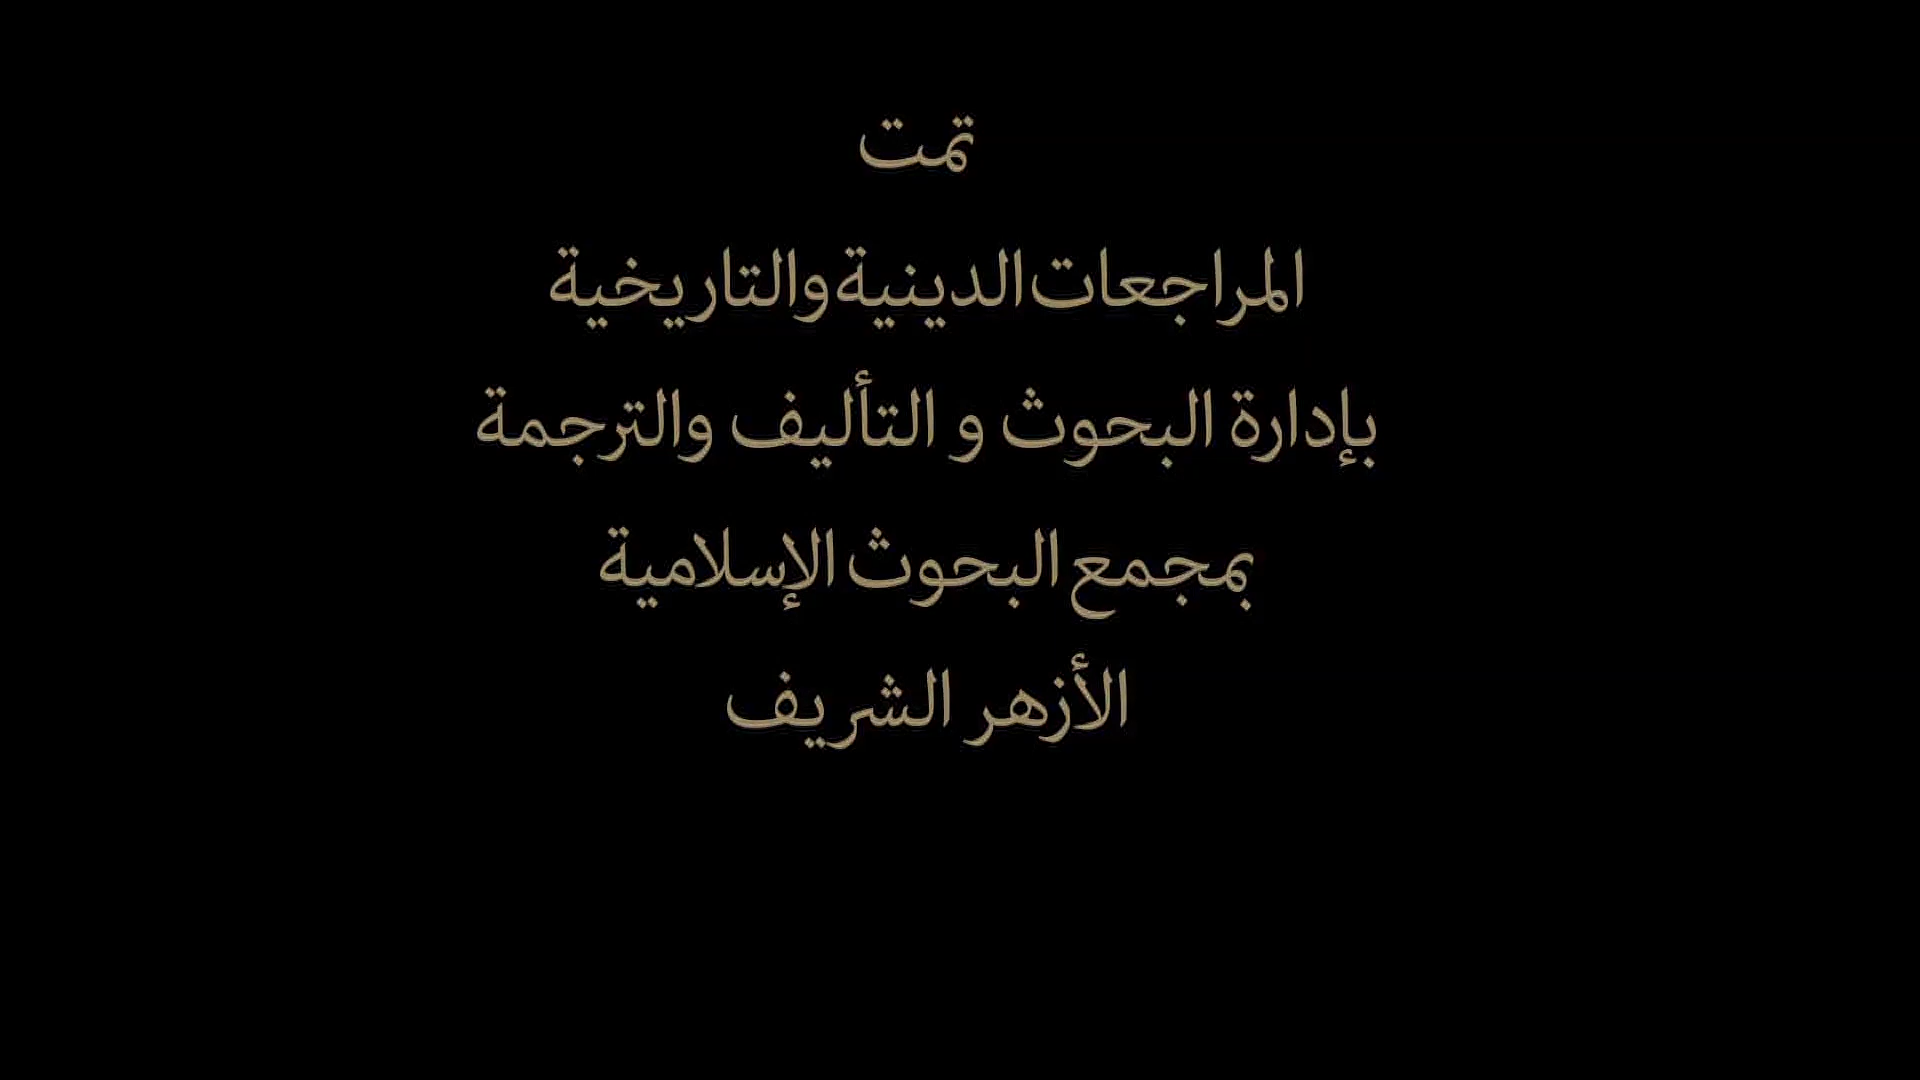 تمت
المراجعات الدينية والتاريخية
بإدارة البحوث و التأليف والترجمة
بمجمع البحوث الإسلامية
الأزهر الشريف